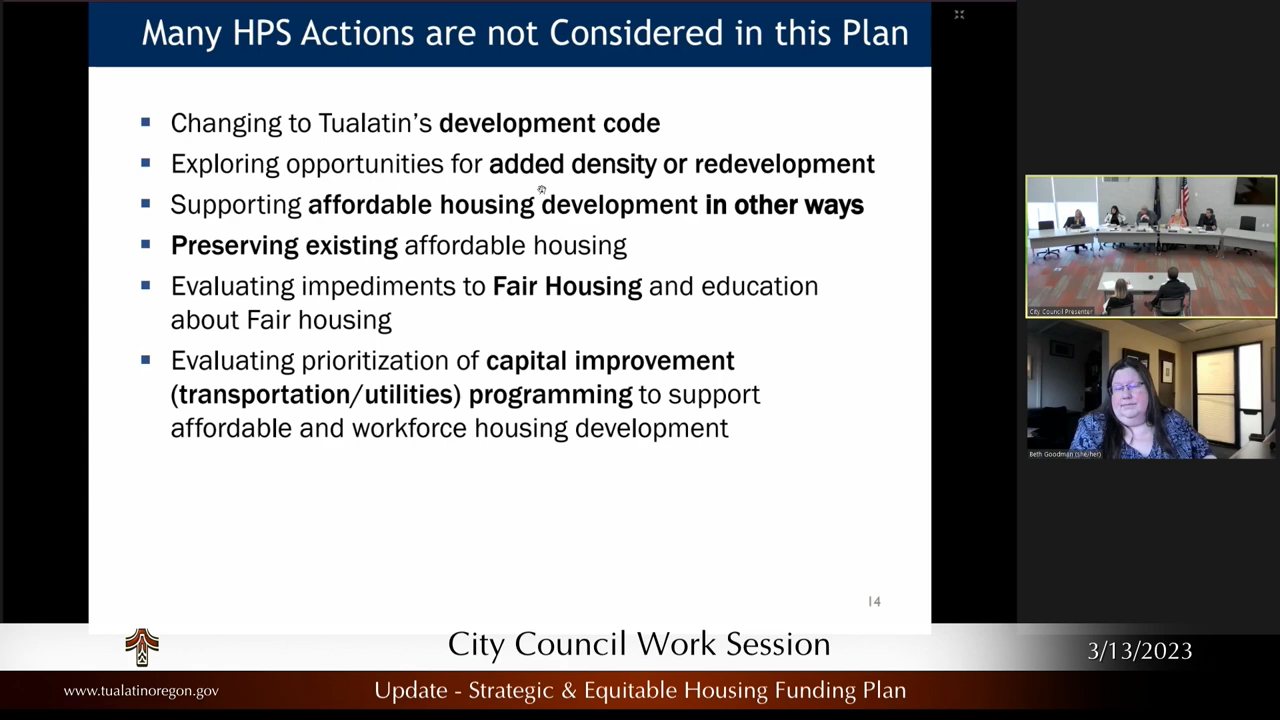 Many HPS Actions are not Considered in this Plan
Changing to Tualatin's development code
Exploring opportunities for added density or redevelopment
Supporting affordable housing development in other ways
Preserving existing affordable housing
Evaluating impediments to Fair Housing and education
about Fair housing
Evaluating prioritization of capital improvement
(transportation/utilities) programming to support
affordable and workforce housing development
14
City Council Presenter
Beth Goodman (she/her)
City Council Work Session
3/13/2023
www.tualatinoregon.gov
Update - Strategic & Equitable Housing Funding Plan